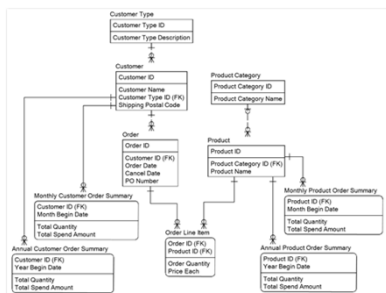 Customer Type
Customer Type ID
Customer Type Description
Customer
Customer ID
Customer Name
Customer Type ID (FK)
Shipping Postal Code
Product Category
Product Category ID
Product Category Name
Order
Order ID
Customer ID (FK)
Order Date
Cancel Date
PO Number
Product
Product ID
Product Category ID (FK)
Product Name
Monthly Customer Order Summary
Customer ID (FK)
Month Begin Date
Total Quantity
Total Spend Amount
Monthly Product Order Summary
Product ID (FK)
Month Begin Date
Total Quantity
Total Spend Amount
Order Line Item
Order ID (FK)
Product ID (FK)
Order Quantity
Price Each
Annual Customer Order Summary
Customer ID (FK)
Year Begin Date
Total Quantity
Total Spend Amount
Annual Product Order Summary
Product ID (FK)
Year Begin Date
Total Quantity
Total Spend Amount